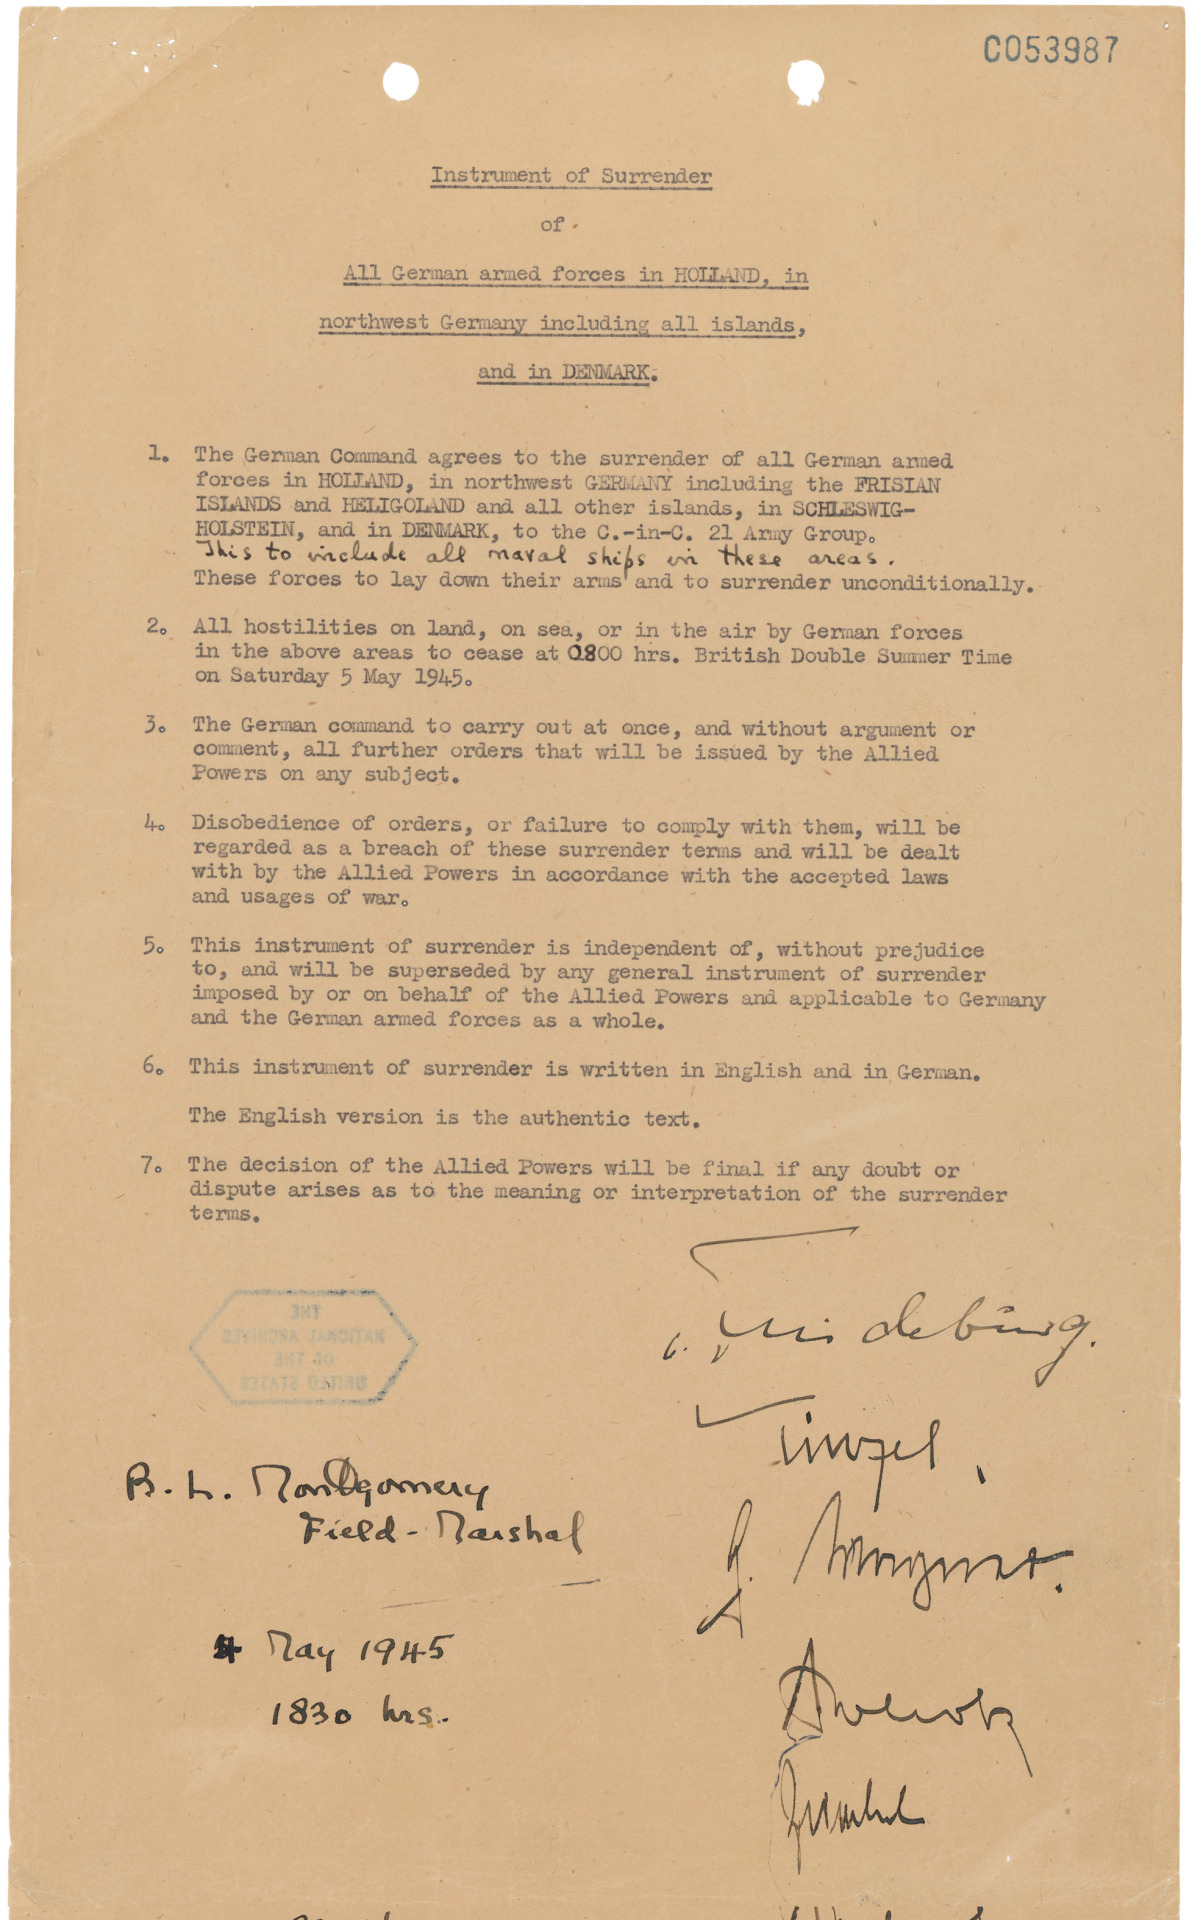 C053987
Instrument of Surrender
of
All German armed forces in HOLLAND, in
northwest Germany including all islands,
and in DENMARK.
1. The German Command agrees to the surrender of all German armed
forces in HOLLAND, in northwest GERMANY including the FRISIAN
ISLANDS and HELIGOLAND and all other islands, in SCHLESWIG-
HOLSTEIN, and in DENMARK, to the C.-in-C. 21 Army Group.
This to include all naval ships in these areas.
These forces to lay down their arms and to surrender unconditionally.
2. All hostilities on land, on sea, or in the air by German forces
in the above areas to cease at 0800 hrs. British Double Summer Time
on Saturday 5 May 1945.
3. The German command to carry out at once, and without argument or
comment, all further orders that will be issued by the Allied
Powers on any subject.
4. Disobedience of orders, or failure to comply with them, will be
regarded as a breach of these surrender terms and will be dealt
with by the Allied Powers in accordance with the accepted laws
and usages of war.
5. This instrument of surrender is independent of, without prejudice
to, and will be superseded by any general instrument of surrender
imposed by or on behalf of the Allied Powers and applicable to Germany
and the German armed forces as a whole.
6. This instrument of surrender is written in English and in German.
The English version is the authentic text.
7. The decision of the Allied Powers will be final if any doubt or
dispute arises as to the meaning or interpretation of the surrender
terms.
THE
NATIONAL ARCHIVES
OF THE
UNITED STATES
B. L. Montgomery
Field-Marshal
4 May 1945
1830 hrs.